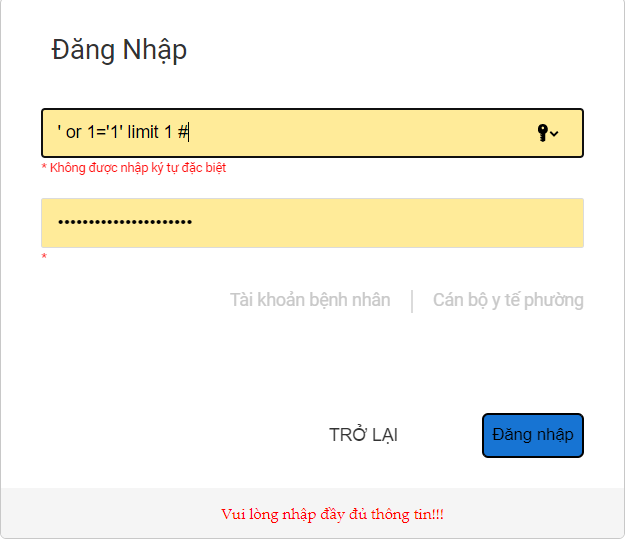 Đăng Nhập
' or 1='1' limit 1 #
* Không được nhập ký tự đặc biệt
•••••••••••••••••••••••
*
Tài khoản bệnh nhân | Cán bộ y tế phường
TRỞ LẠI Đăng nhập
Vui lòng nhập đầy đủ thông tin!!!